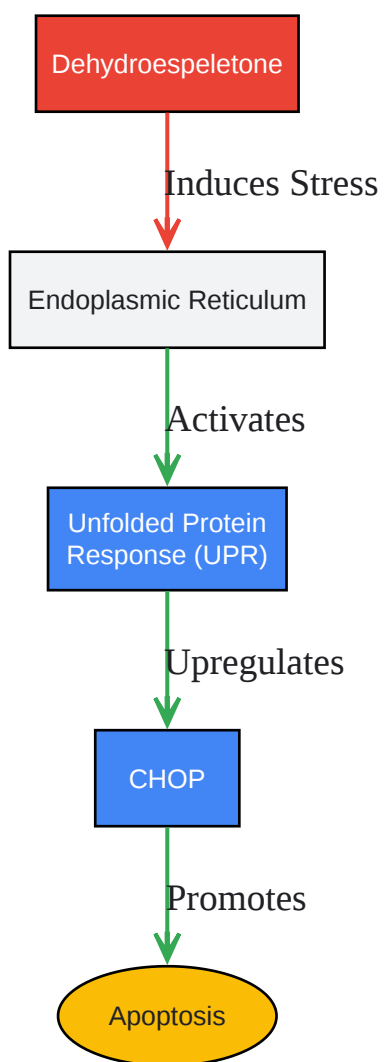 Dehydroespeletone
Induces Stress
Endoplasmic Reticulum
Activates
Unfolded Protein
Response (UPR)
Upregulates
CHOP
Promotes
Apoptosis